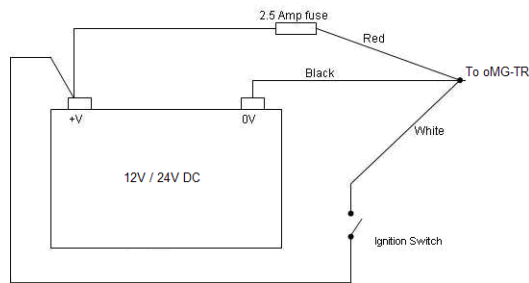 2.5 Amp fuse
Red
To oMG-TR
Black
+V
0V
White
12V / 24V DC
Ignition Switch